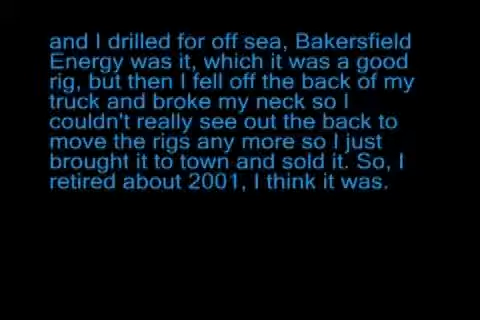 and I drilled for off sea, Bakersfield
Energy was it, which it was a good
rig, but then I fell off the back of my
truck and broke my neck so I
couldn't really see out the back to
move the rigs any more so I just
brought it to town and sold it. So, I
retired about 2001, I think it was.